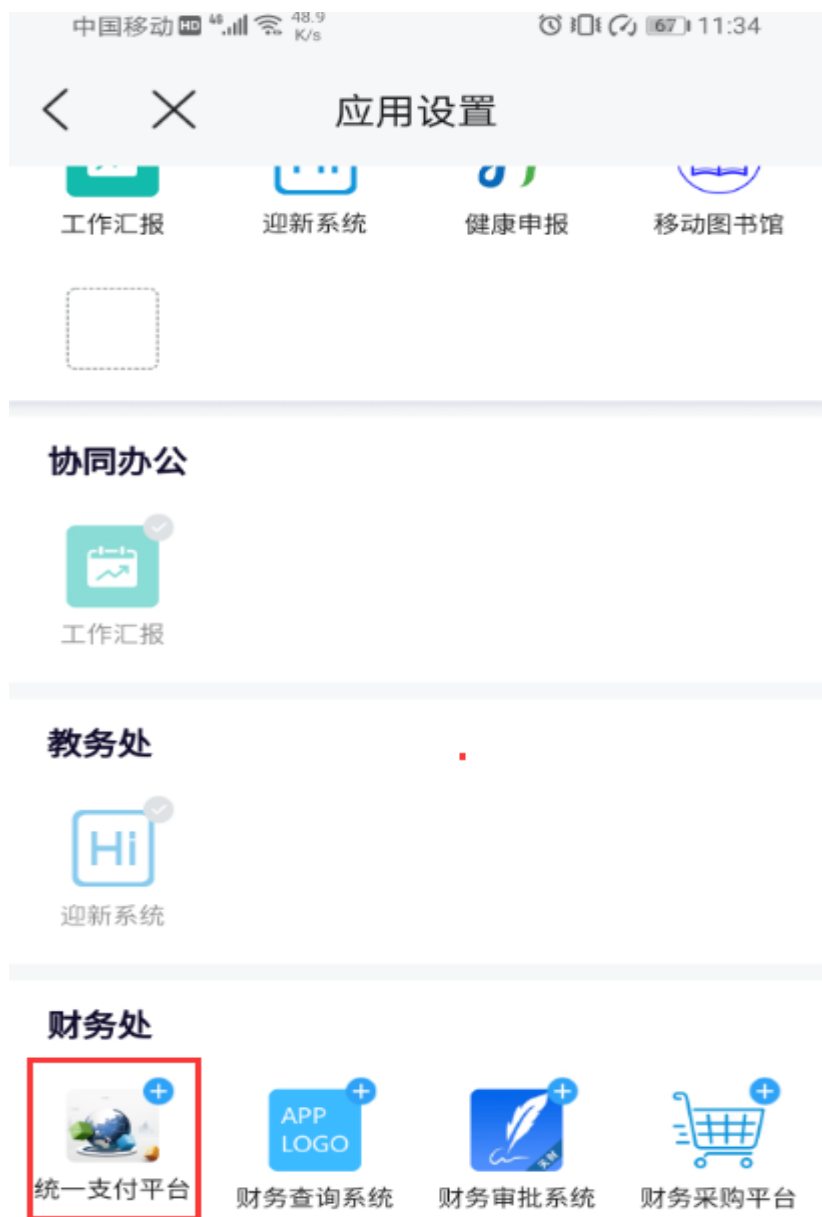 中国移动 HD 46 48.9 K/s 67 11:34
应用设置
Hi
工作汇报 迎新系统 健康申报 移动图书馆
协同办公
工作汇报
教务处
Hi
迎新系统
财务处
APP
LOGO
天财
统一支付平台 财务查询系统 财务审批系统 财务采购平台